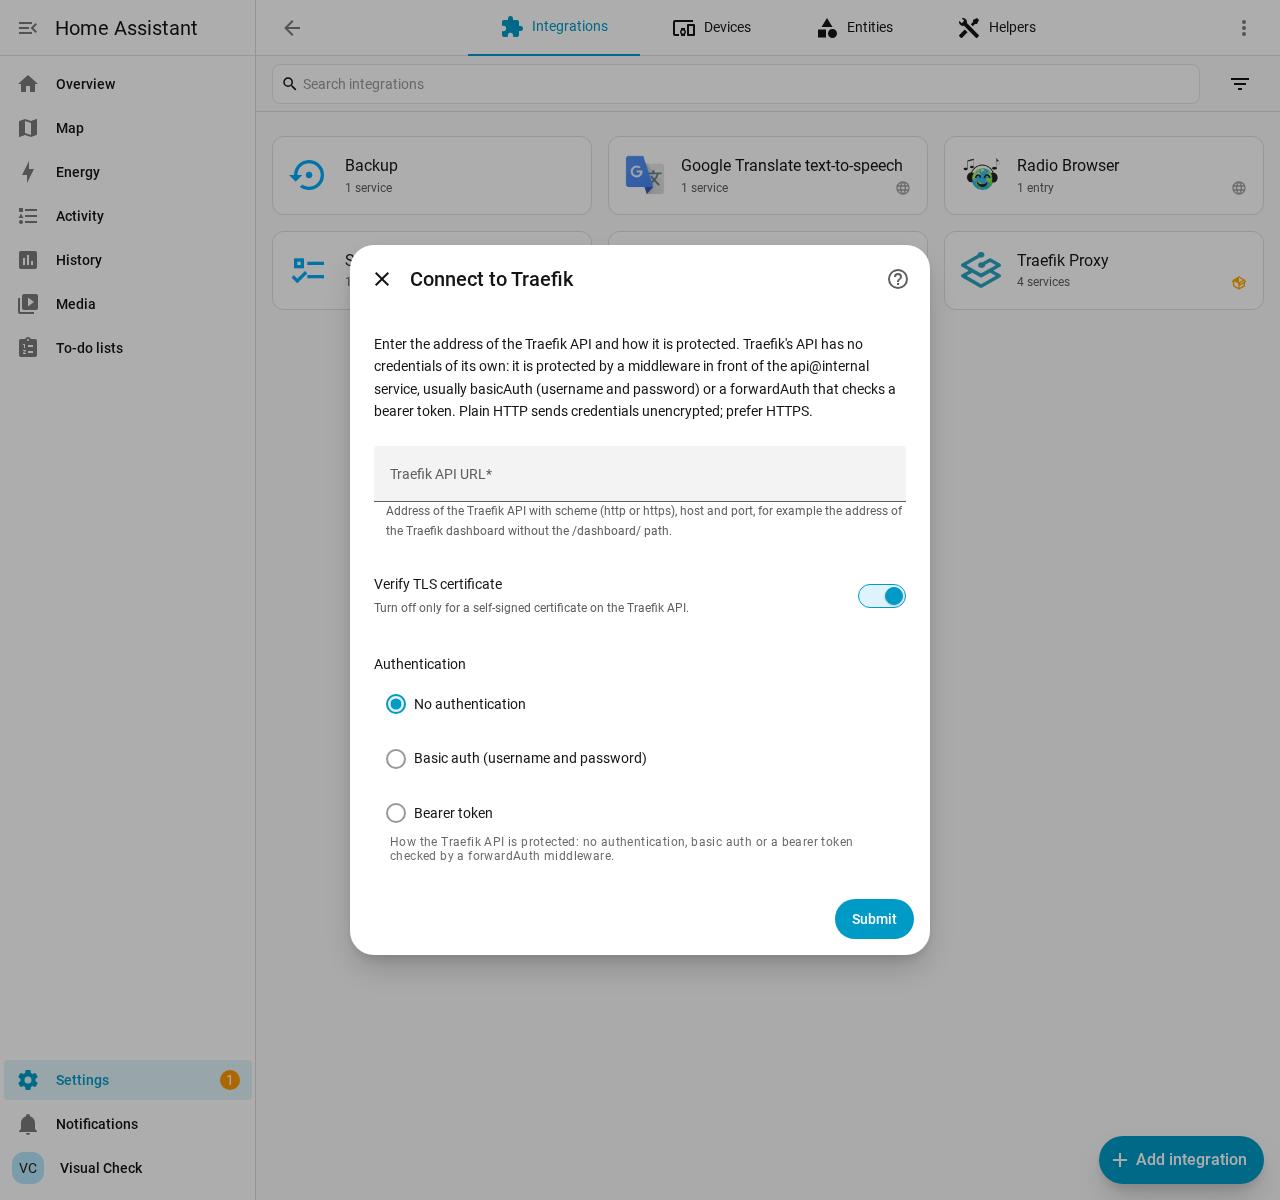 Home Assistant
Integrations
Devices
Entities
Helpers
Search integrations
Overview
Map
Energy
Activity
History
Media
To-do lists
Backup
1 service
Google Translate text-to-speech
1 service
Radio Browser
1 entry
S
1
Traefik Proxy
4 services
Connect to Traefik
Enter the address of the Traefik API and how it is protected. Traefik's API has no
credentials of its own: it is protected by a middleware in front of the api@internal
service, usually basicAuth (username and password) or a forwardAuth that checks a
bearer token. Plain HTTP sends credentials unencrypted; prefer HTTPS.
Traefik API URL*
Address of the Traefik API with scheme (http or https), host and port, for example the address of
the Traefik dashboard without the /dashboard/ path.
Verify TLS certificate
Turn off only for a self-signed certificate on the Traefik API.
Authentication
No authentication
Basic auth (username and password)
Bearer token
How the Traefik API is protected: no authentication, basic auth or a bearer token
checked by a forwardAuth middleware.
Submit
Settings
1
Notifications
VC
Visual Check
Add integration